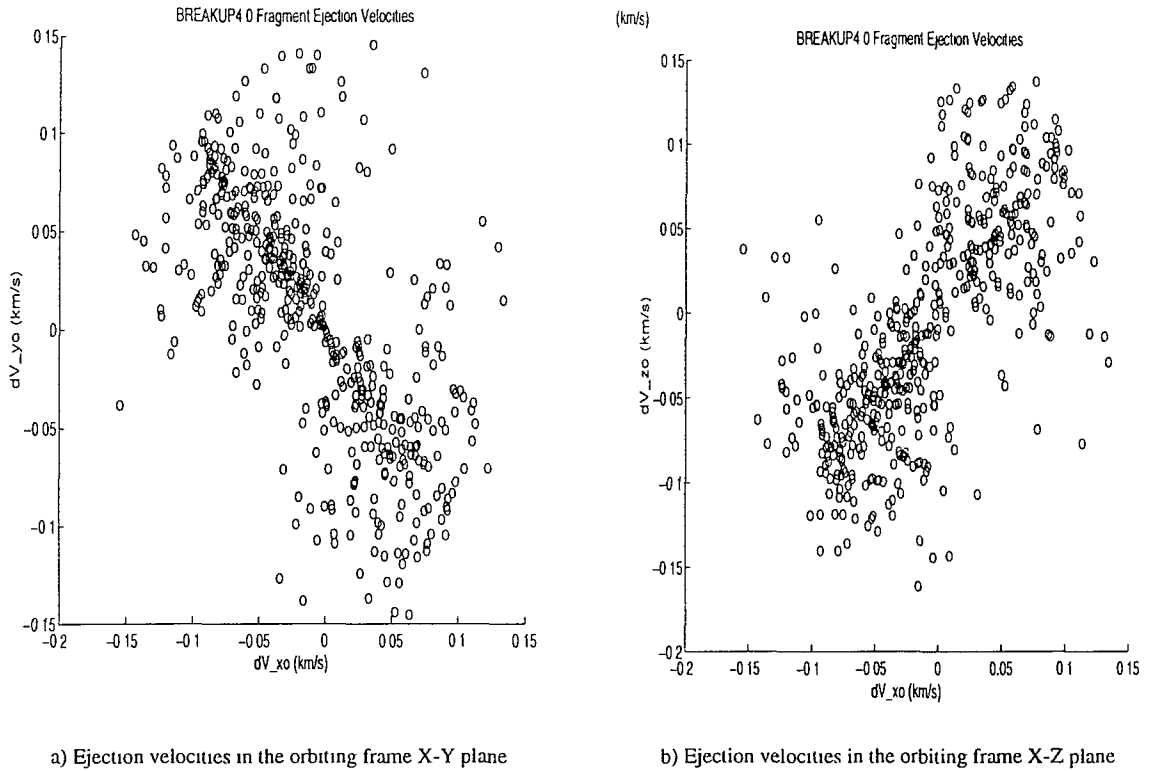 BREAKUP4 0 Fragment Ejection Velocities
0 15
0 1
0 05
0
-0 05
-0 1
-0 15
dV_yo (km/s)
-0 2 -0 15 -0 1 -0 05 0 0 05 0 1 0 15
dV_xo (km/s)
a) Ejection velocities in the orbiting frame X-Y plane
(km/s)
BREAKUP4 0 Fragment Ejection Velocities
0 15
0 1
0 05
0
-0 05
-0 1
-0 15
-0 2
dV_zo (km/s)
-0 2 -0 15 -0 1 -0 05 0 0 05 0 1 0 15
dV_xo (km/s)
b) Ejection velocities in the orbiting frame X-Z plane